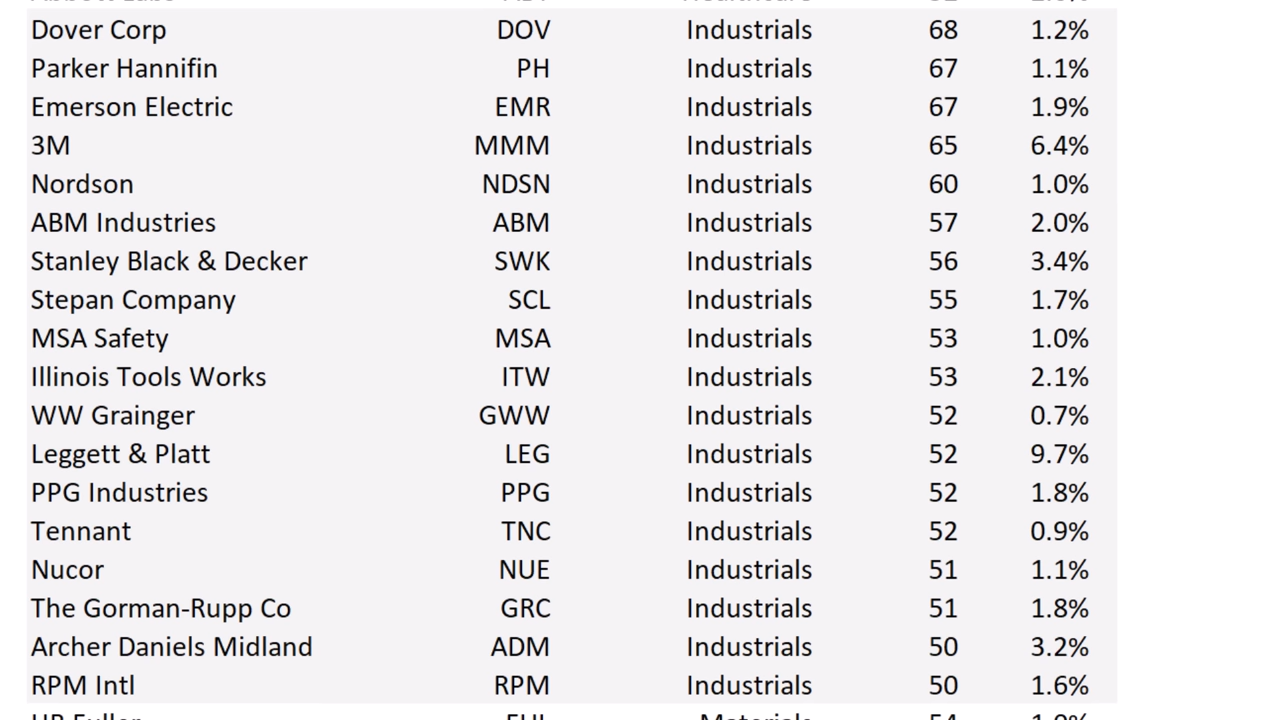 Dover Corp DOV Industrials 68 1.2%
Parker Hannifin PH Industrials 67 1.1%
Emerson Electric EMR Industrials 67 1.9%
3M MMM Industrials 65 6.4%
Nordson NDSN Industrials 60 1.0%
ABM Industries ABM Industrials 57 2.0%
Stanley Black & Decker SWK Industrials 56 3.4%
Stepan Company SCL Industrials 55 1.7%
MSA Safety MSA Industrials 53 1.0%
Illinois Tools Works ITW Industrials 53 2.1%
WW Grainger GWW Industrials 52 0.7%
Leggett & Platt LEG Industrials 52 9.7%
PPG Industries PPG Industrials 52 1.8%
Tennant TNC Industrials 52 0.9%
Nucor NUE Industrials 51 1.1%
The Gorman-Rupp Co GRC Industrials 51 1.8%
Archer Daniels Midland ADM Industrials 50 3.2%
RPM Intl RPM Industrials 50 1.6%